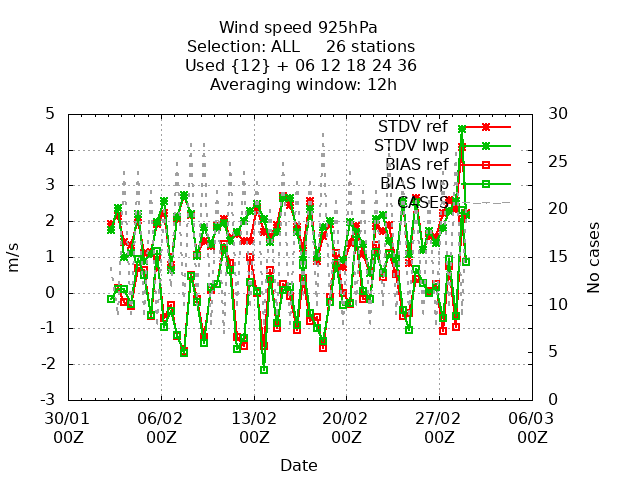 Wind speed 925hPa
Selection: ALL     26 stations
Used {12} + 06 12 18 24 36
Averaging window: 12h
5
4
3
2
1
0
-1
-2
-3
m/s
30
25
20
15
10
5
0
No cases
STDV ref
STDV lwp
BIAS ref
BIAS lwp
CASES
30/01 06/02 13/02 20/02 27/02 06/03
00Z 00Z 00Z 00Z 00Z 00Z
Date